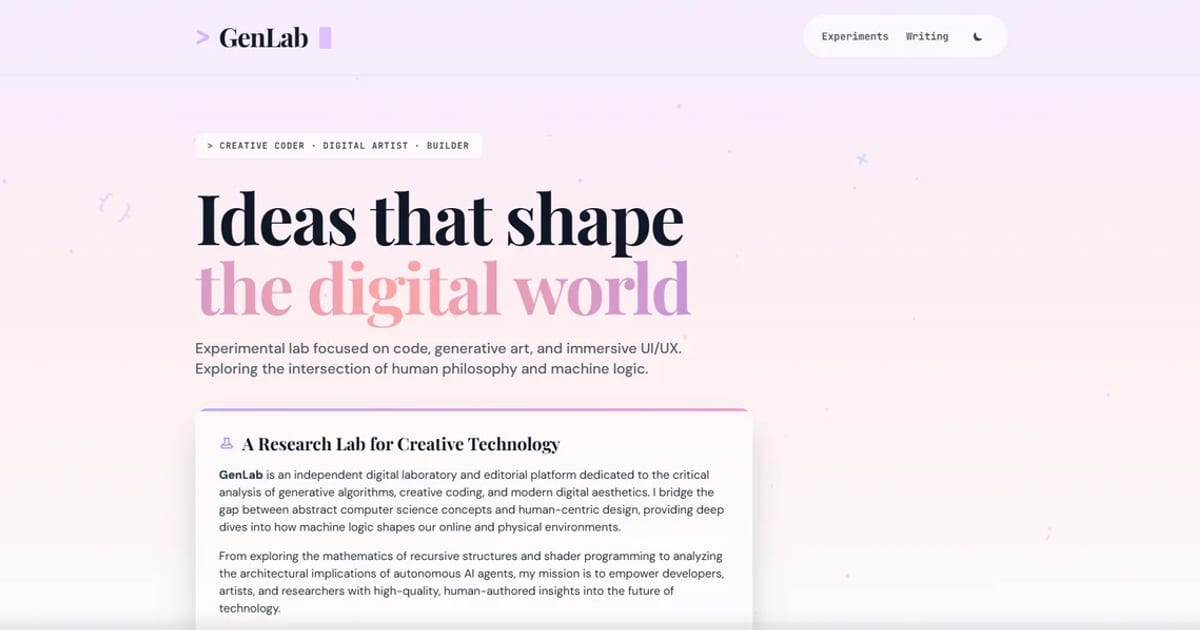 > GenLab
Experiments Writing
> CREATIVE CODER · DIGITAL ARTIST · BUILDER
Ideas that shape
the digital world
Experimental lab focused on code, generative art, and immersive UI/UX.
Exploring the intersection of human philosophy and machine logic.
A Research Lab for Creative Technology
GenLab is an independent digital laboratory and editorial platform dedicated to the critical
analysis of generative algorithms, creative coding, and modern digital aesthetics. I bridge the
gap between abstract computer science concepts and human-centric design, providing deep
dives into how machine logic shapes our online and physical environments.
From exploring the mathematics of recursive structures and shader programming to analyzing
the architectural implications of autonomous AI agents, my mission is to empower developers,
artists, and researchers with high-quality, human-authored insights into the future of
technology.